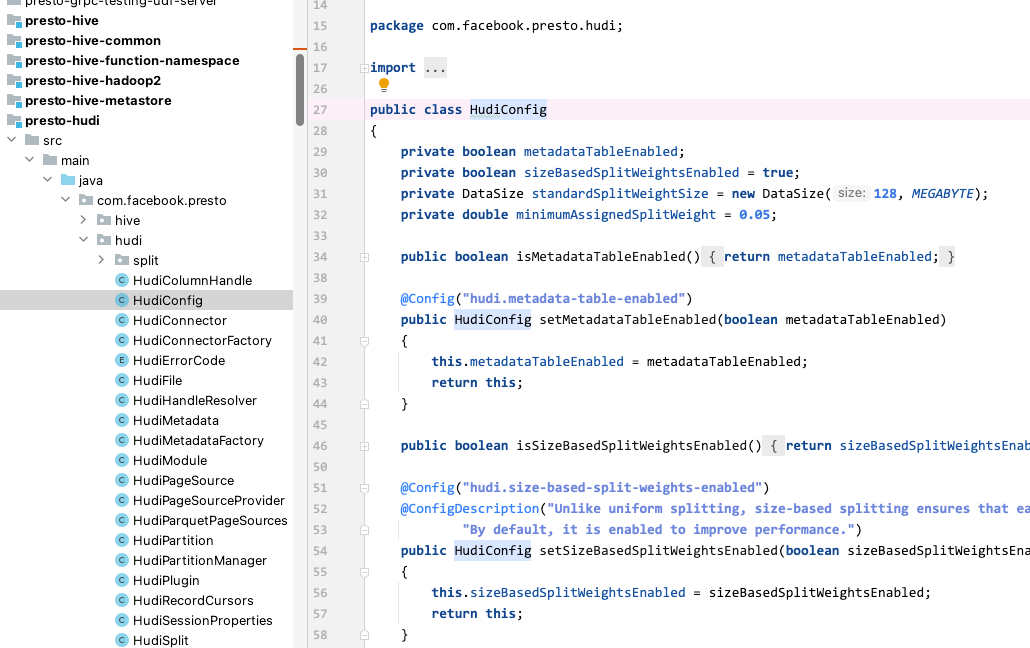 presto-grpc-testing-udf-server
presto-hive
presto-hive-common
presto-hive-function-namespace
presto-hive-hadoop2
presto-hive-metastore
presto-hudi
src
main
java
com.facebook.presto
hive
hudi
split
HudiColumnHandle
HudiConfig
HudiConnector
HudiConnectorFactory
HudiErrorCode
HudiFile
HudiHandleResolver
HudiMetadata
HudiMetadataFactory
HudiModule
HudiPageSource
HudiPageSourceProvider
HudiParquetPageSources
HudiPartition
HudiPartitionManager
HudiPlugin
HudiRecordCursors
HudiSessionProperties
HudiSplit
14
15 package com.facebook.presto.hudi;
16
17 import ...
26
27 public class HudiConfig
28 {
29 private boolean metadataTableEnabled;
30 private boolean sizeBasedSplitWeightsEnabled = true;
31 private DataSize standardSplitWeightSize = new DataSize( size: 128, MEGABYTE);
32 private double minimumAssignedSplitWeight = 0.05;
33
34 public boolean isMetadataTableEnabled() { return metadataTableEnabled; }
38
39 @Config("hudi.metadata-table-enabled")
40 public HudiConfig setMetadataTableEnabled(boolean metadataTableEnabled)
41 {
42 this.metadataTableEnabled = metadataTableEnabled;
43 return this;
44 }
45
46 public boolean isSizeBasedSplitWeightsEnabled() { return sizeBasedSplitWeightsEnab
50
51 @Config("hudi.size-based-split-weights-enabled")
52 @ConfigDescription("Unlike uniform splitting, size-based splitting ensures that ea
53 "By default, it is enabled to improve performance.")
54 public HudiConfig setSizeBasedSplitWeightsEnabled(boolean sizeBasedSplitWeightsEna
55 {
56 this.sizeBasedSplitWeightsEnabled = sizeBasedSplitWeightsEnabled;
57 return this;
58 }